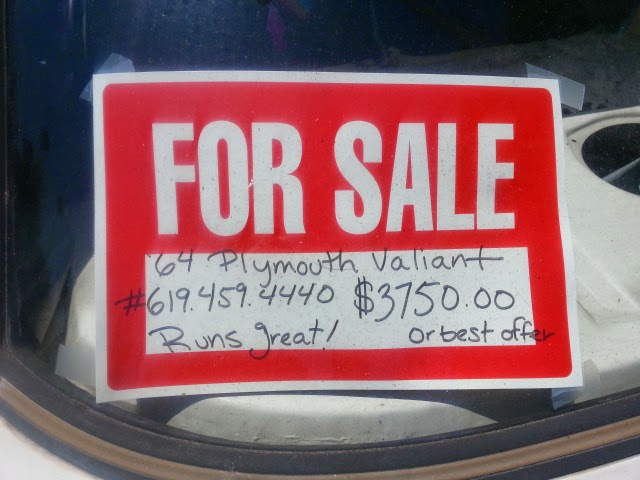 FOR SALE
'64 Plymouth Valiant
#619.459.4440 $3750.00
Runs great! Or best offer